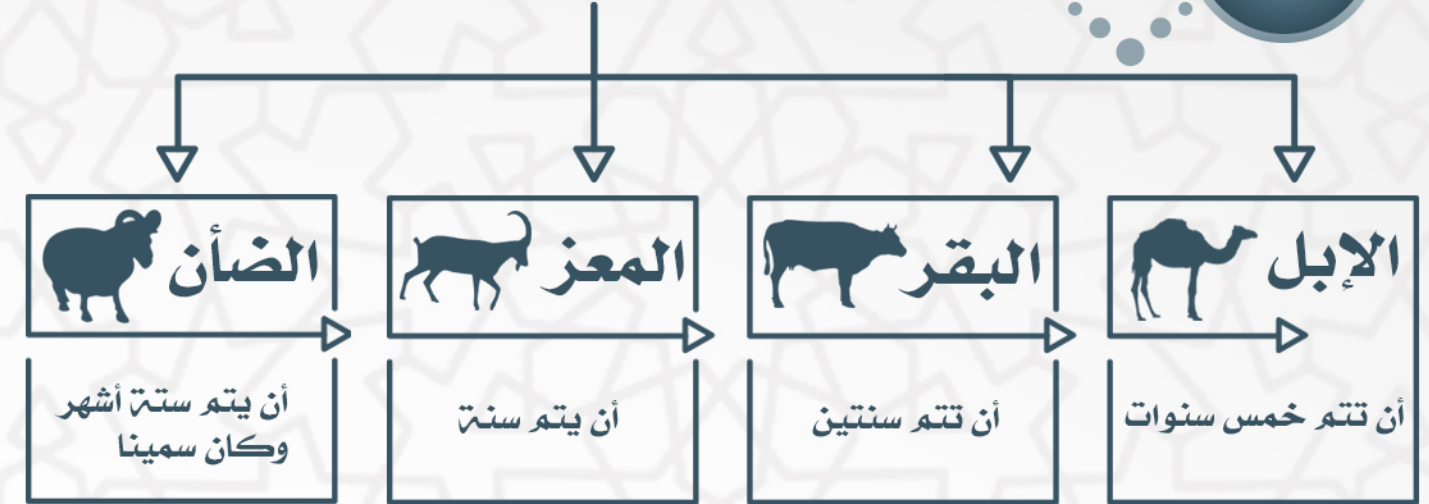 الإبل
البقر
المعز
الضأن
أن تتم خمس سنوات
أن تتم سنتين
أن يتم سنة
أن يتم ستة أشهر
وكان سمينا